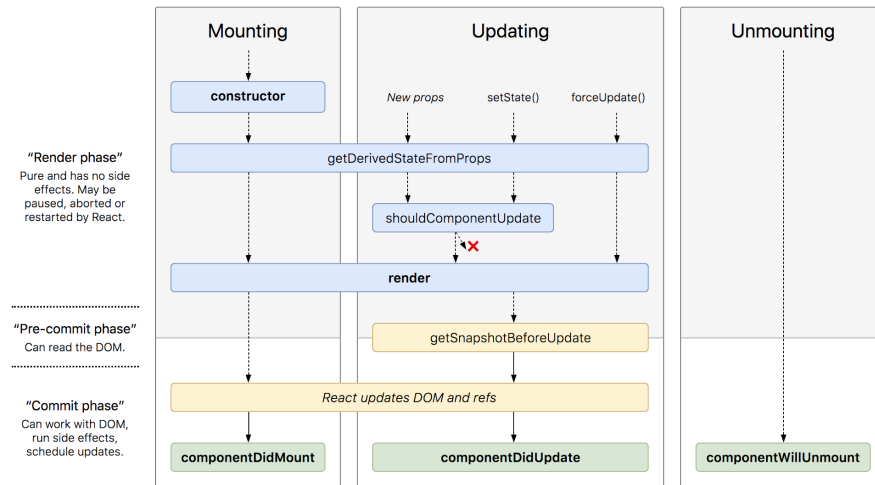 Mounting
Updating
Unmounting
constructor
New props
setState()
forceUpdate()
“Render phase”
Pure and has no side
effects. May be
paused, aborted or
restarted by React.
getDerivedStateFromProps
shouldComponentUpdate
render
“Pre-commit phase”
Can read the DOM.
getSnapshotBeforeUpdate
“Commit phase”
Can work with DOM,
run side effects,
schedule updates.
React updates DOM and refs
componentDidMount
componentDidUpdate
componentWillUnmount